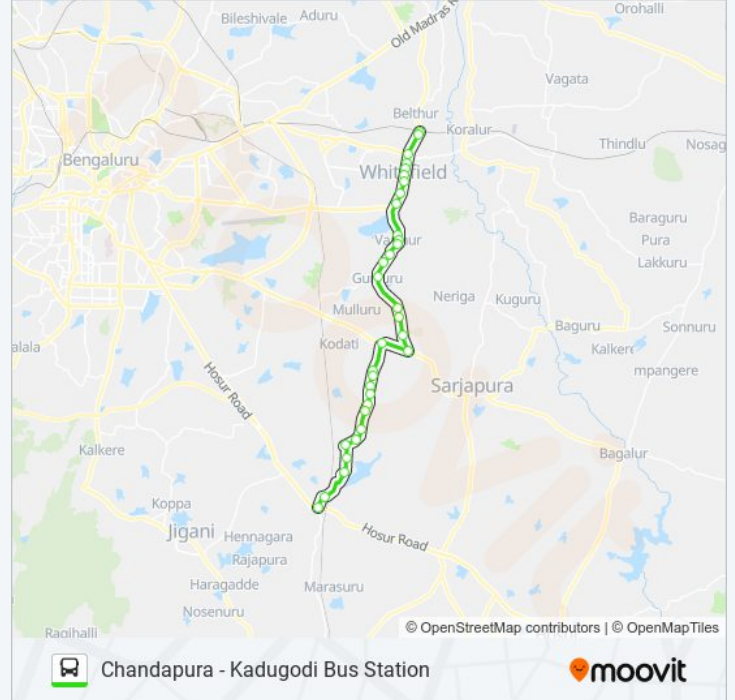 Orohalli
Bileshivale Aduru
Old Madras R
Vagata
Belthur
Koralur
Thindlu Nosag
Bengaluru
Whitefield
Baraguru
Pura
Lakkuru
Neriga Kuguru
Mulluru
Baguru Sonnuru
alala
Kodati
Kalkere
mpangere
Sarjapura
Hosur Road
Kalkere
Bagalur
Koppa
Jigani Hennagara
Rajapura
Hosur Road
Haragadde
Marasuru
Nosenuru
Ragihalli
© OpenStreetMap contributors | © OpenMapTiles
Chandapura - Kadugodi Bus Station
moovit